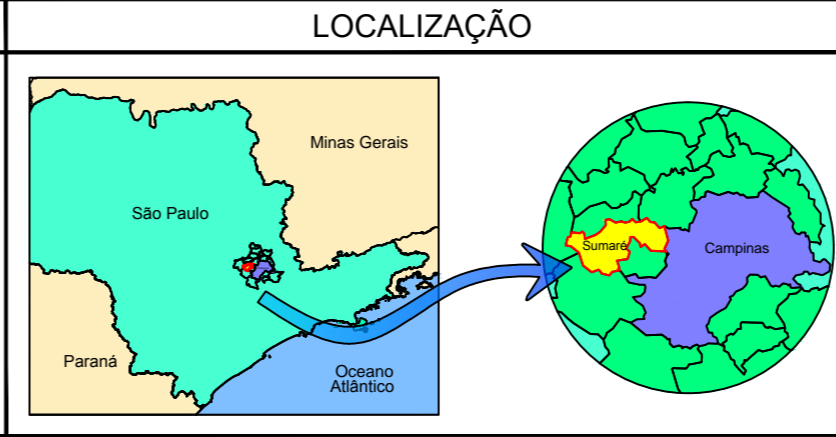 LOCALIZAÇÃO
Minas Gerais
São Paulo
Paraná
Oceano
Atlântico
Sumaré
Campinas